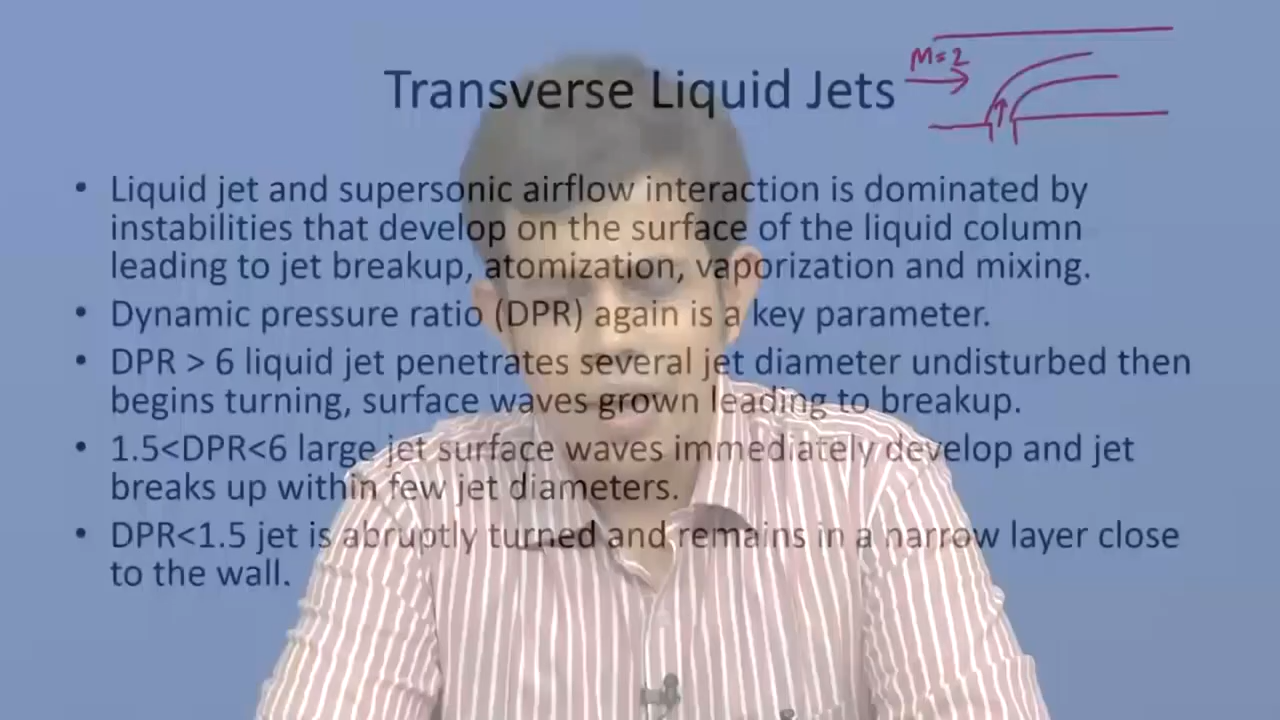 Transverse Liquid Jets
M=2
• Liquid jet and supersonic airflow interaction is dominated by
instabilities that develop on the surface of the liquid column
leading to jet breakup, atomization, vaporization and mixing.
• Dynamic pressure ratio (DPR) again is a key parameter.
• DPR > 6 liquid jet penetrates several jet diameter undisturbed then
begins turning, surface waves grown leading to breakup.
• 1.5<DPR<6 large jet surface waves immediately develop and jet
breaks up within few jet diameters.
• DPR<1.5 jet is abruptly turned and remains in a narrow layer close
to the wall.